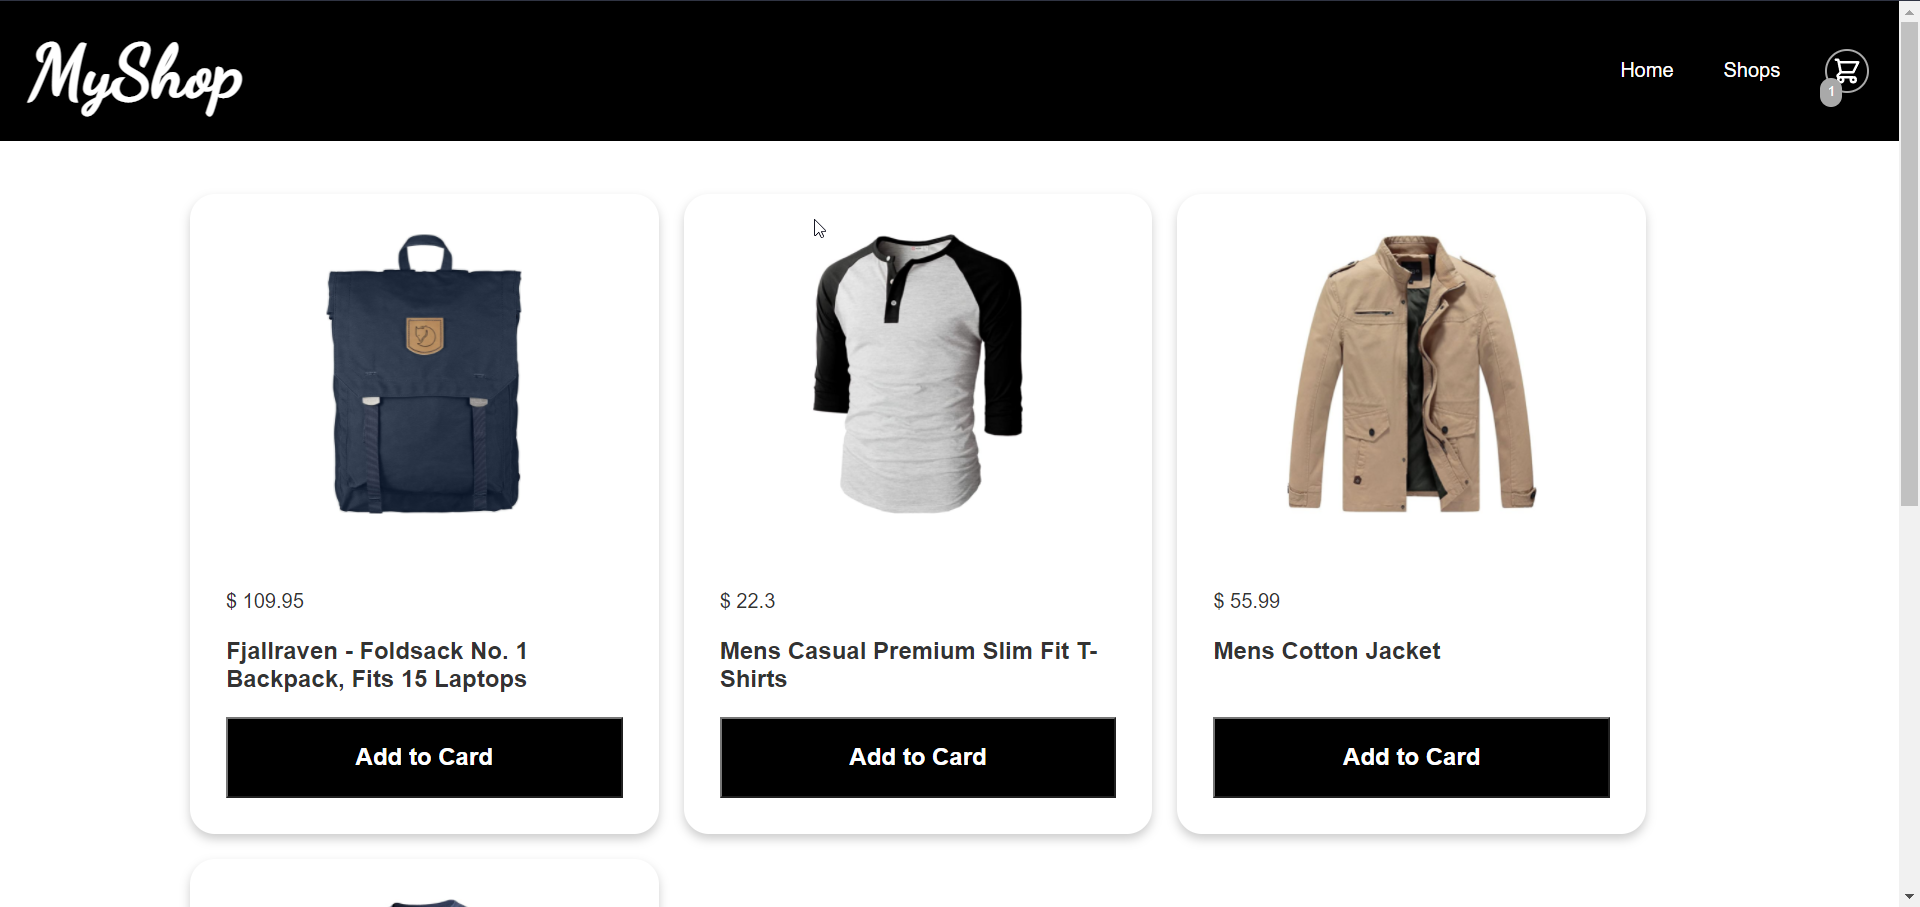 MyShop
Home
Shops
1
$ 109.95
Fjallraven - Foldsack No. 1
Backpack, Fits 15 Laptops
Add to Card
$ 22.3
Mens Casual Premium Slim Fit T-
Shirts
Add to Card
$ 55.99
Mens Cotton Jacket
Add to Card